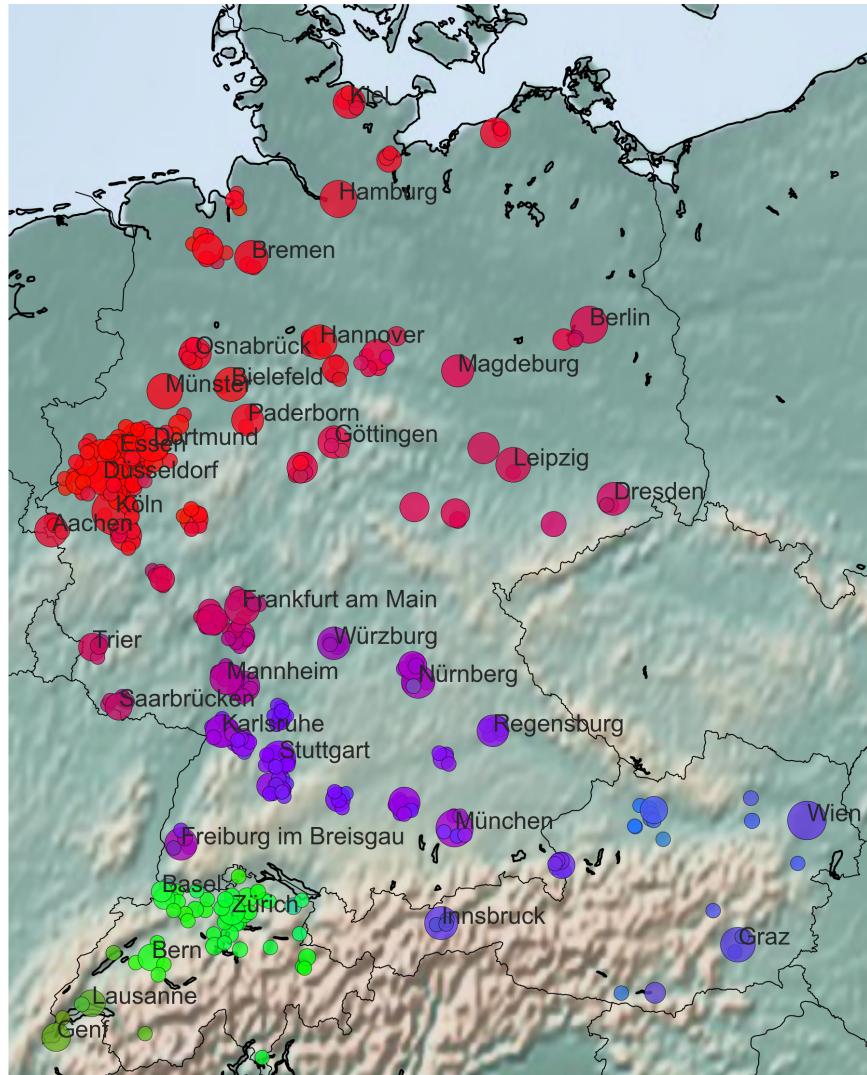 Kiel
Hamburg
Bremen
Berlin
Hannover
Osnabrück
Magdeburg
Bielefeld
Münster
Paderborn
Göttingen
Dortmund
Essen
Leipzig
Düsseldorf
Dresden
Köln
Aachen
Frankfurt am Main
Würzburg
Trier
Mannheim
Nürnberg
Saarbrücken
Karlsruhe
Regensburg
Stuttgart
Wien
München
Freiburg im Breisgau
Basel
Zürich
Innsbruck
Graz
Bern
Lausanne
Genf